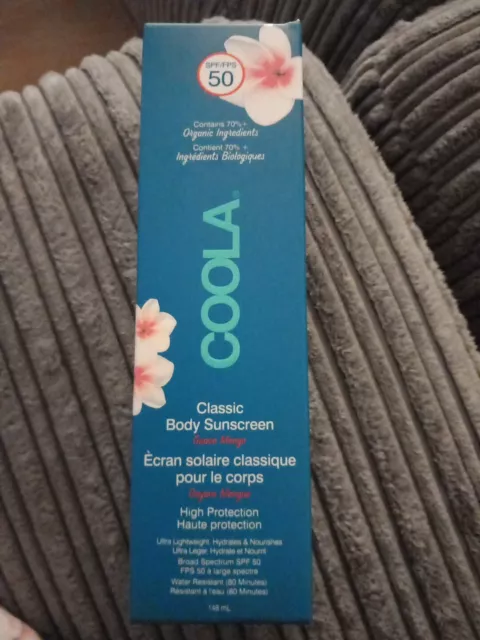 SPF/FPS
50
Contains 70%+
Organic Ingredients
Contient 70% +
Ingrédients Biologiques
COOLA®
Classic
Body Sunscreen
Guava Mango
Écran solaire classique
pour le corps
Goyave Mangue
High Protection
Haute protection
Ultra Lightweight, Hydrates & Nourishes
Ultra Léger, Hydrate et Nourrit
Broad Spectrum SPF 50
FPS 50 à large spectre
Water Resistant (80 Minutes)
Résistant à l'eau (80 Minutes)
148 mL